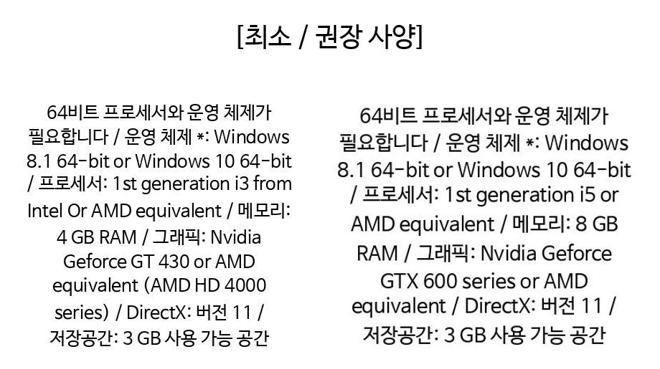 [최소 / 권장 사양]
64비트 프로세서와 운영 체제가
필요합니다 / 운영 체제 *: Windows
8.1 64-bit or Windows 10 64-bit
/ 프로세서: 1st generation i3 from
Intel Or AMD equivalent / 메모리:
4 GB RAM / 그래픽: Nvidia
Geforce GT 430 or AMD
equivalent (AMD HD 4000
series) / DirectX: 버전 11 /
저장공간: 3 GB 사용 가능 공간
64비트 프로세서와 운영 체제가
필요합니다 / 운영 체제 *: Windows
8.1 64-bit or Windows 10 64-bit
/ 프로세서: 1st generation i5 or
AMD equivalent / 메모리: 8 GB
RAM / 그래픽: Nvidia Geforce
GTX 600 series or AMD
equivalent / DirectX: 버전 11 /
저장공간: 3 GB 사용 가능 공간